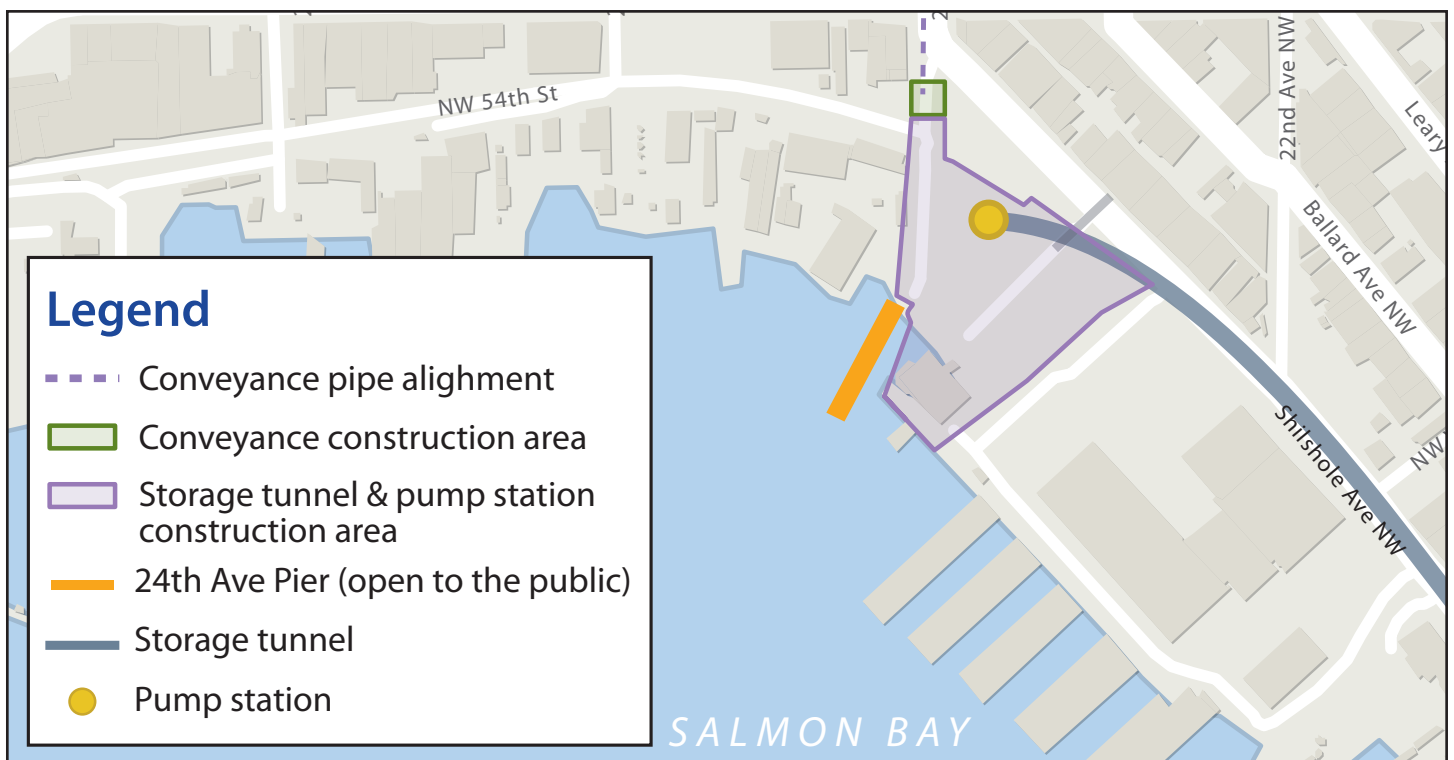 NW 54th St
22nd Ave NW
Leary
Ballard Ave NW
Shilshole Ave NW
NW
Legend
Conveyance pipe alighment
Conveyance construction area
Storage tunnel & pump station
construction area
24th Ave Pier (open to the public)
Storage tunnel
Pump station
SALMON BAY